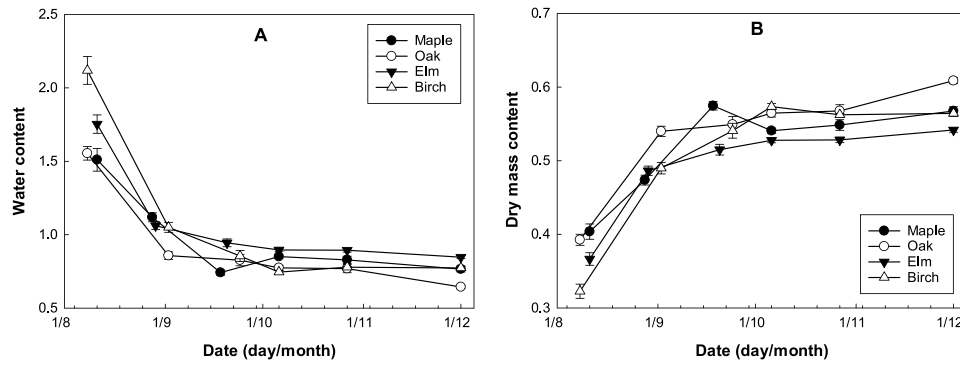 A
Maple
Oak
Elm
Birch
Water content
2.5
2.0
1.5
1.0
0.5
1/8
1/9
1/10
1/11
1/12
Date (day/month)
B
Dry mass content
0.7
0.6
0.5
0.4
0.3
Maple
Oak
Elm
Birch
1/8
1/9
1/10
1/11
1/12
Date (day/month)